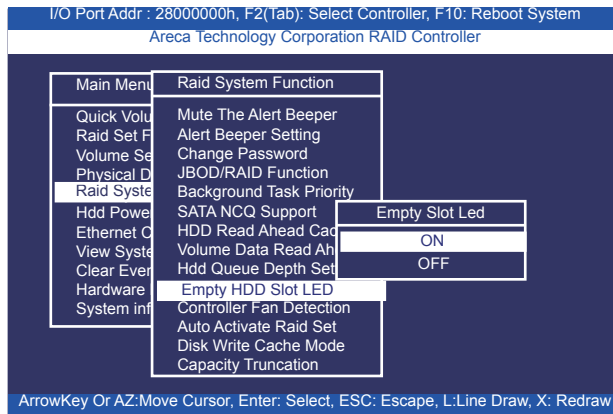 I/O Port Addr : 28000000h, F2(Tab): Select Controller, F10: Reboot System
Areca Technology Corporation RAID Controller
Main Menu
Quick Volu
Raid Set F
Volume Se
Physical D
Raid Syste
Hdd Powe
Ethernet C
View Syste
Clear Even
Hardware
System inf
Raid System Function
Mute The Alert Beeper
Alert Beeper Setting
Change Password
JBOD/RAID Function
Background Task Priority
SATA NCQ Support
HDD Read Ahead Cac
Volume Data Read Ah
Hdd Queue Depth Set
Empty HDD Slot LED
Controller Fan Detection
Auto Activate Raid Set
Disk Write Cache Mode
Capacity Truncation
Empty Slot Led
ON
OFF
ArrowKey Or AZ:Move Cursor, Enter: Select, ESC: Escape, L:Line Draw, X: Redraw